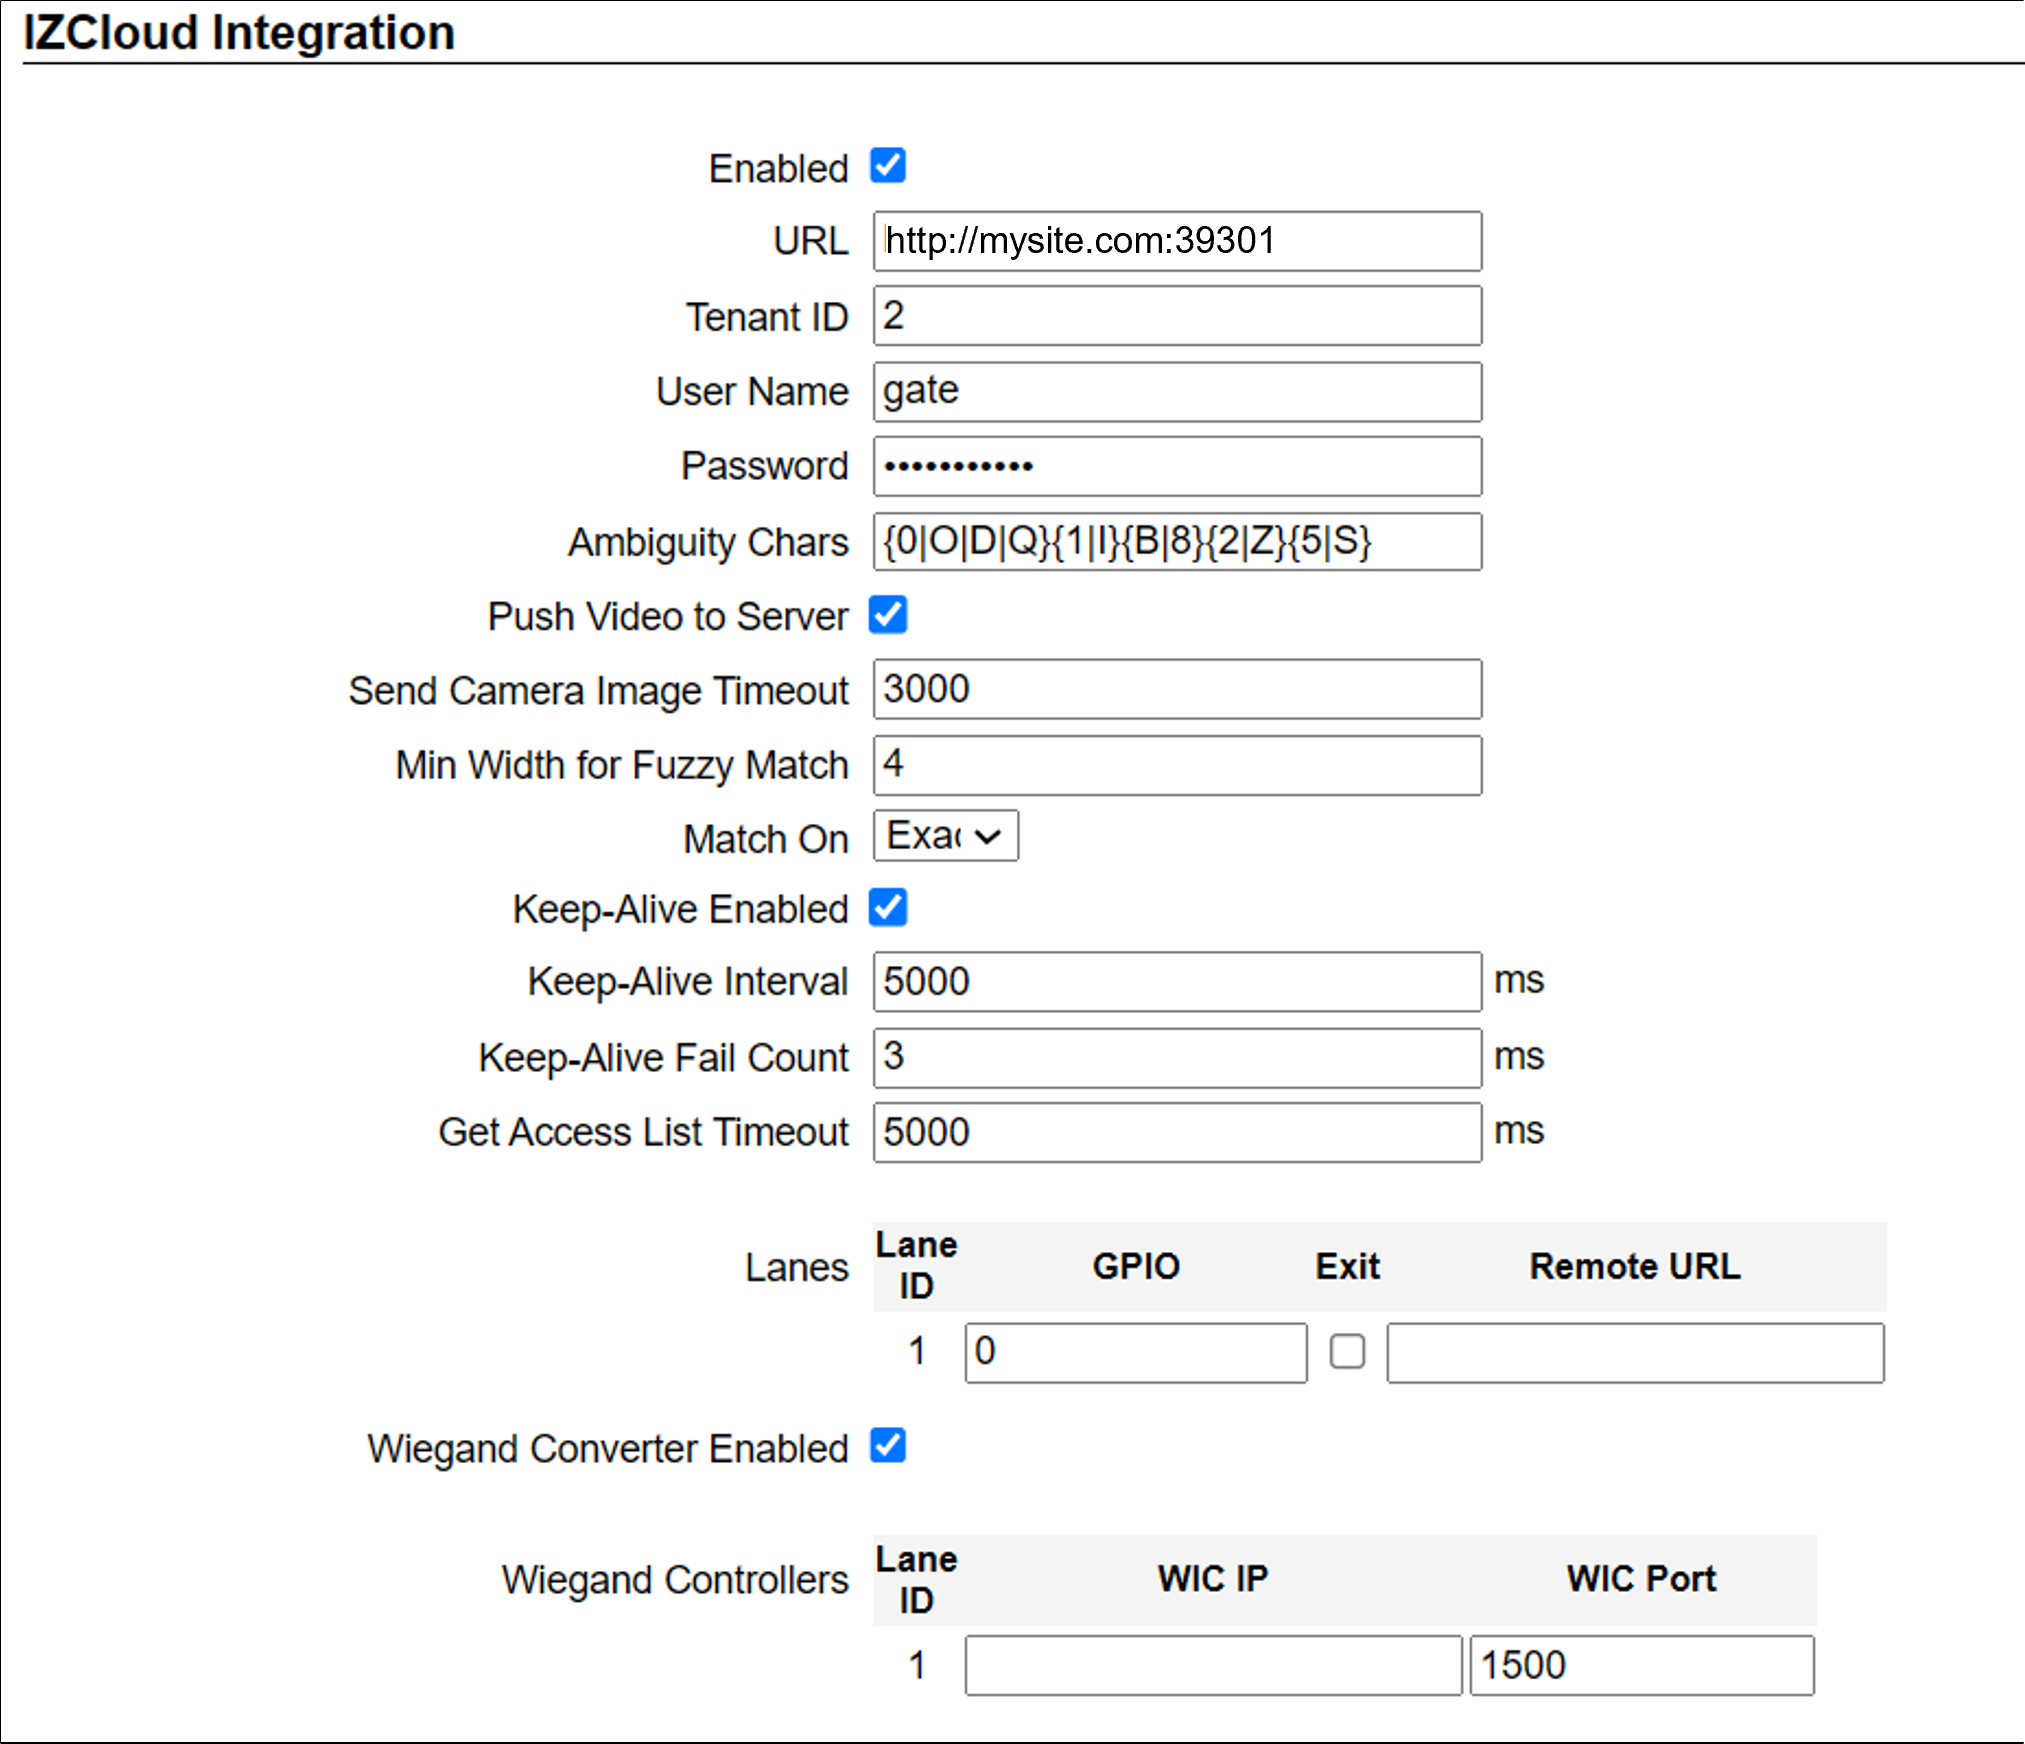 IZCloud Integration
Enabled
URL http://mysite.com:39301
Tenant ID 2
User Name gate
Password •••••••••••
Ambiguity Chars {0|O|D|Q}{1|I}{B|8}{2|Z}{5|S}
Push Video to Server
Send Camera Image Timeout 3000
Min Width for Fuzzy Match 4
Match On Exac
Keep-Alive Enabled
Keep-Alive Interval 5000 ms
Keep-Alive Fail Count 3 ms
Get Access List Timeout 5000 ms
Lanes Lane ID GPIO Exit Remote URL
1 0
Wiegand Converter Enabled
Wiegand Controllers Lane ID WIC IP WIC Port
1 1500